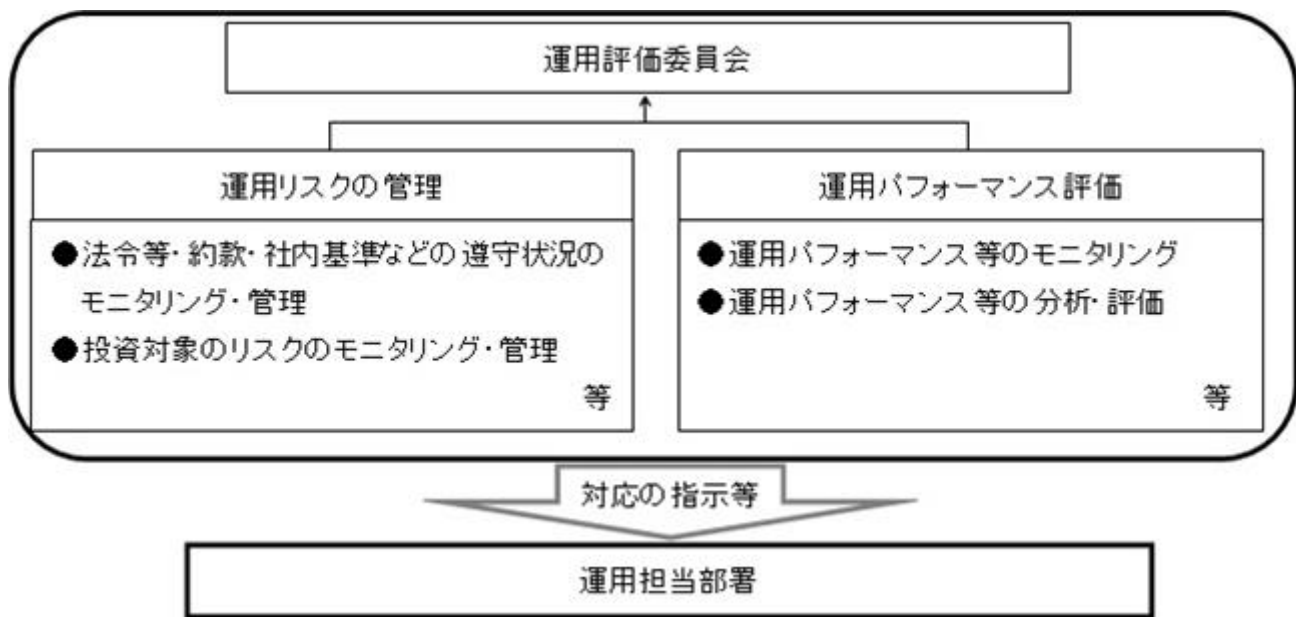 運用評価委員会
運用リスクの管理
●法令等・約款・社内基準などの遵守状況の
モニタリング・管理
●投資対象のリスクのモニタリング・管理
等
運用パフォーマンス評価
●運用パフォーマンス等のモニタリング
●運用パフォーマンス等の分析・評価
等
対応の指示等
運用担当部署